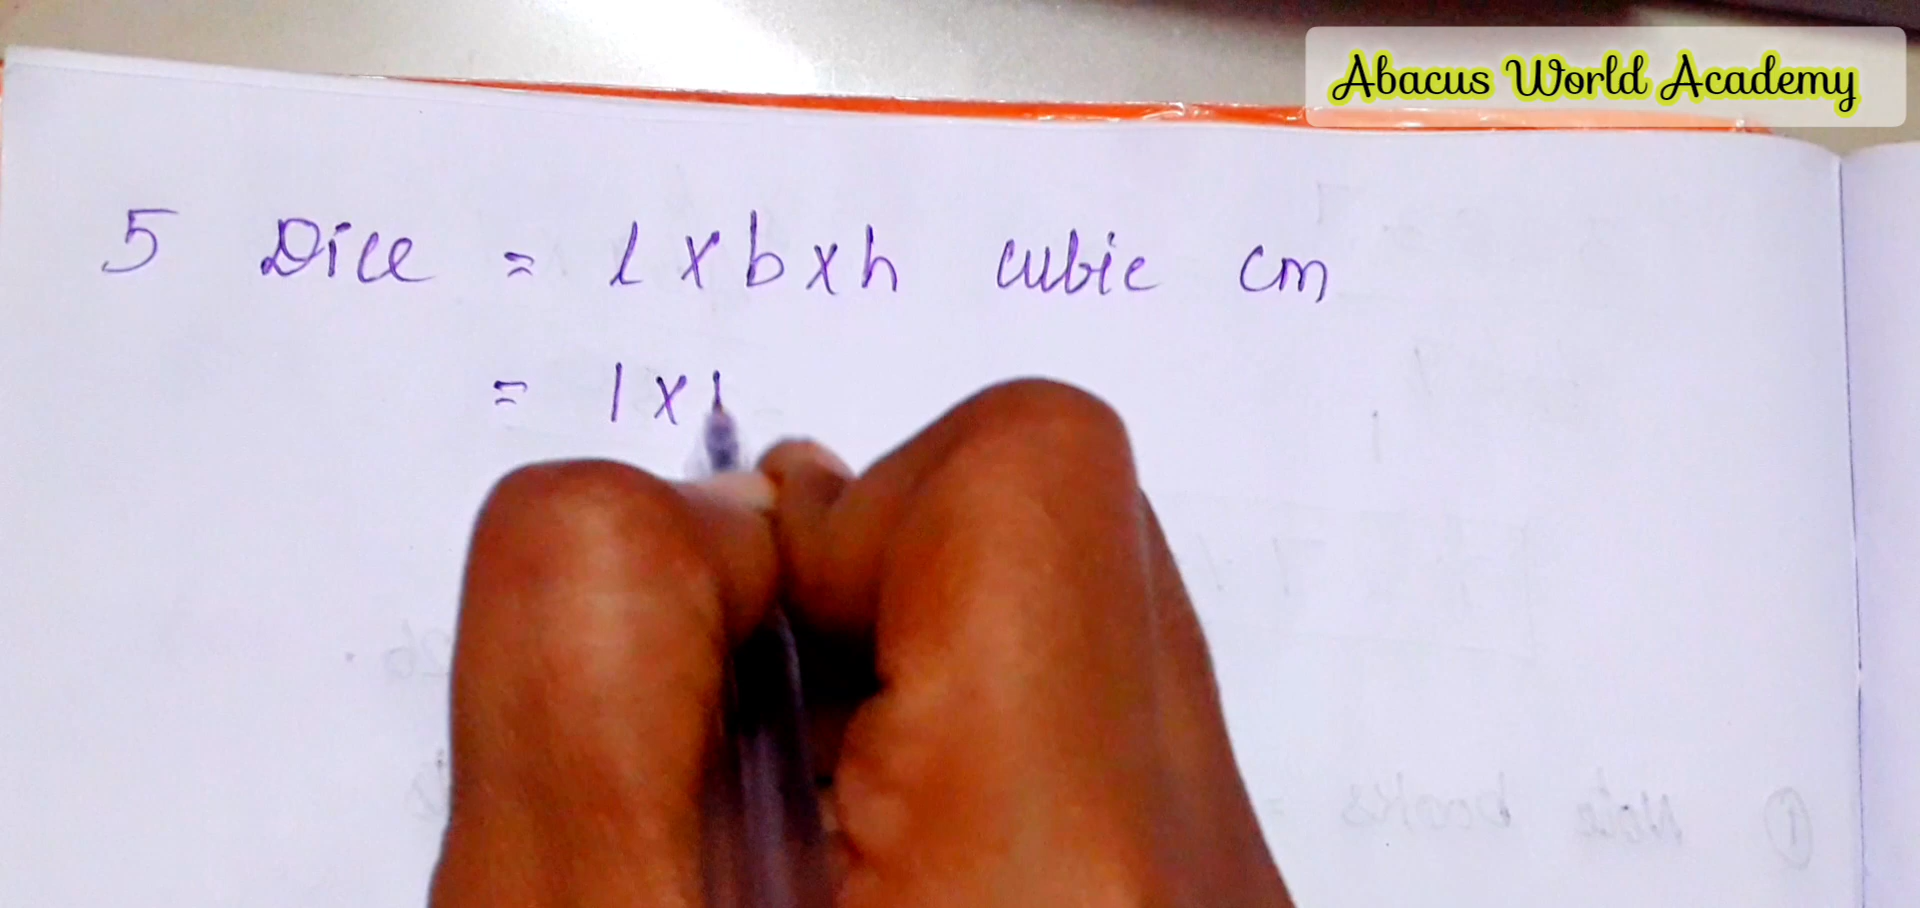 Abacus World Academy
5 Dice = l x b x h cubic cm
= 1 x 1